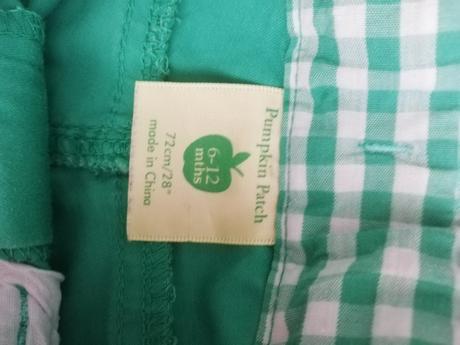 Pumpkin Patch
6-12
mths
72cm/28"
made in China